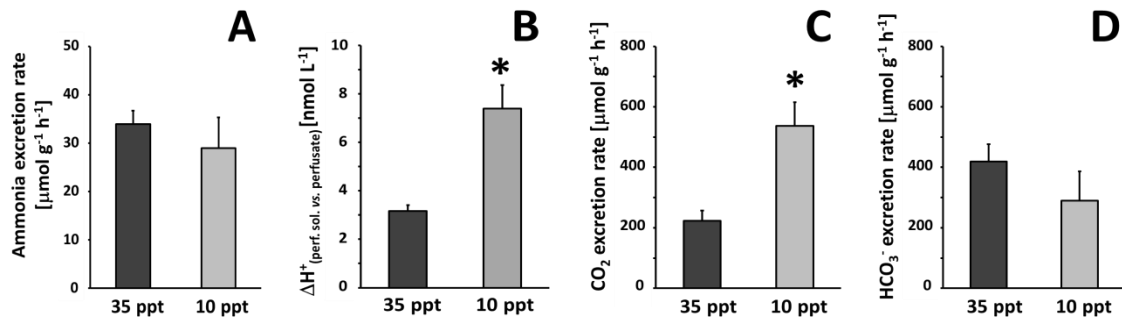 A
Ammonia excretion rate
[μmol g⁻¹ h⁻¹]
50
40
30
20
10
0
35 ppt 10 ppt
B
ΔH⁺(perf. sol. vs. perfusate) [nmol L⁻¹]
10
8
6
4
2
0
*
35 ppt 10 ppt
C
CO₂ excretion rate [μmol g⁻¹ h⁻¹]
800
600
400
200
0
*
35 ppt 10 ppt
D
HCO₃⁻ excretion rate [μmol g⁻¹ h⁻¹]
800
600
400
200
0
35 ppt 10 ppt